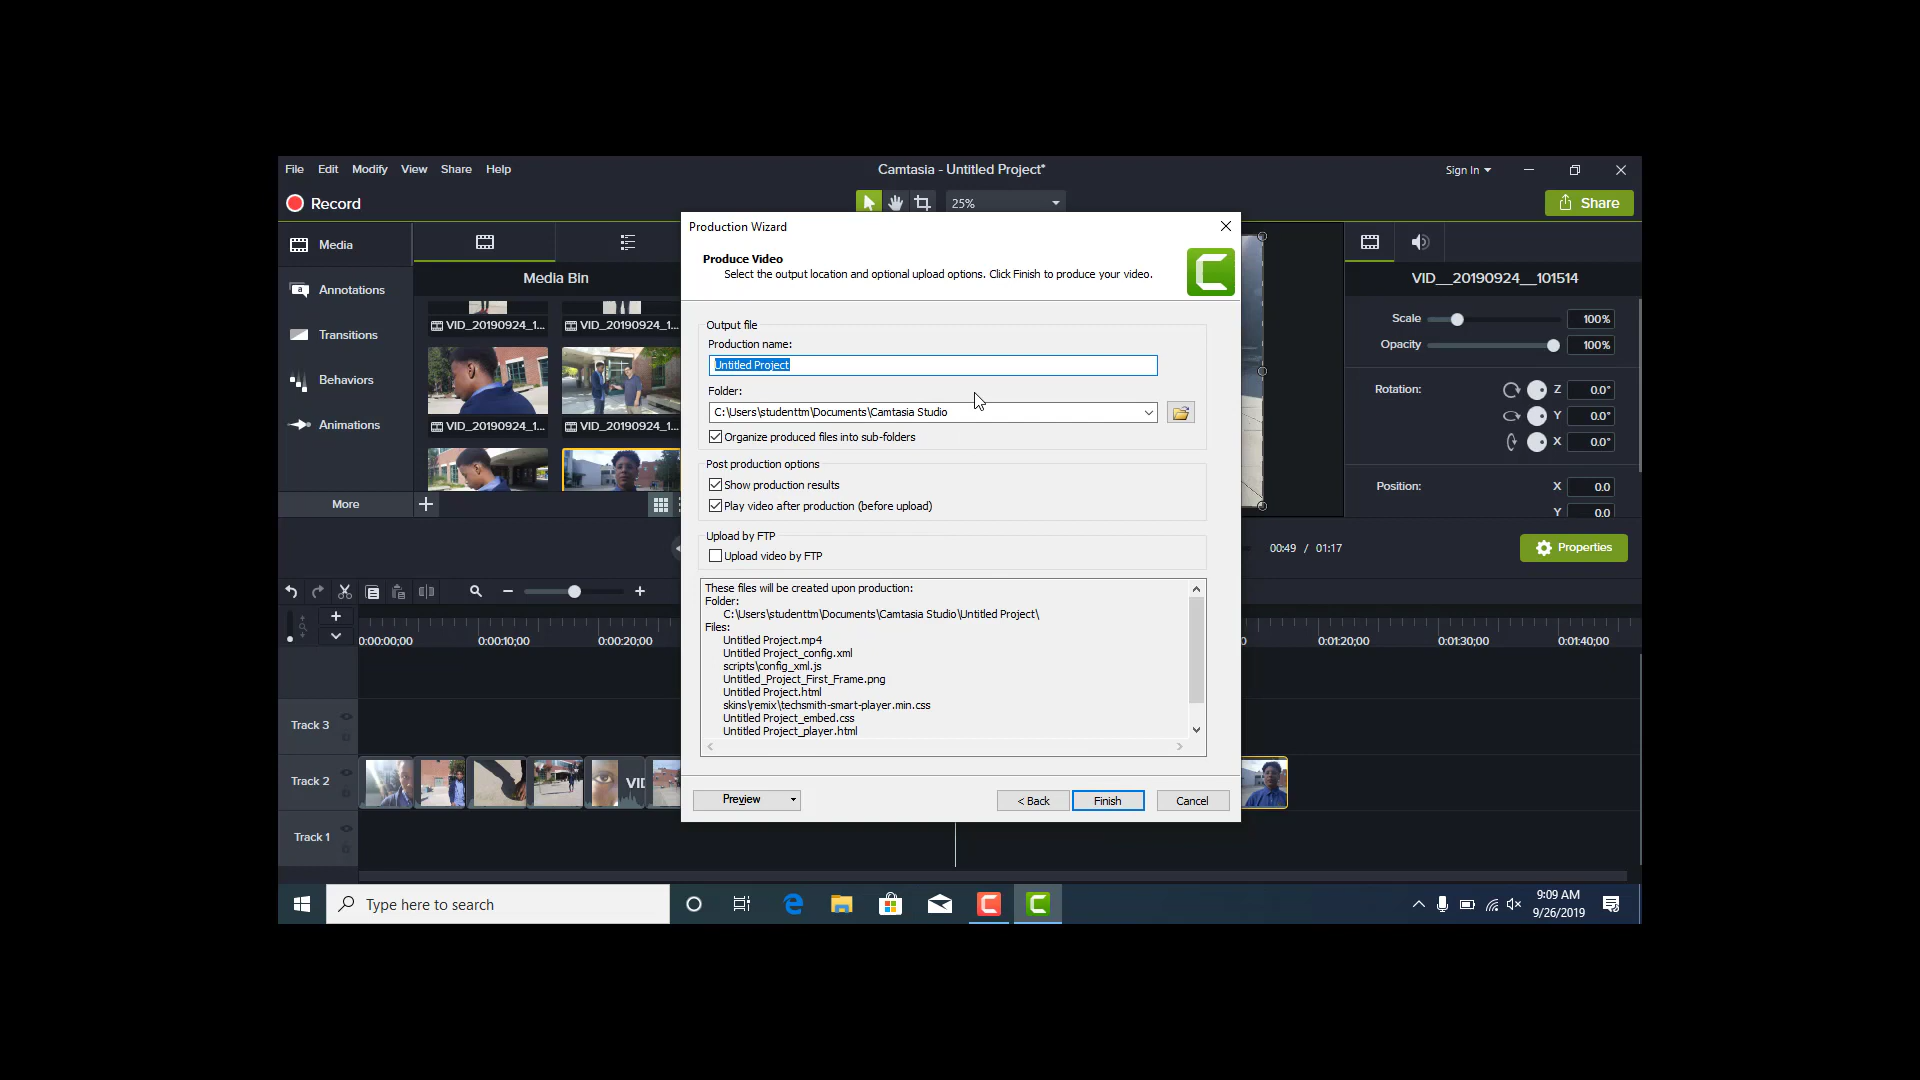 File Edit Modify View Share Help
Camtasia - Untitled Project*
Sign In
Record
25%
Share
Media
Annotations
Transitions
Behaviors
Animations
More
Media Bin
VID_20190924_1...
VID_20190924_1...
VID_20190924_1...
VID_20190924_1...
Production Wizard
Produce Video
Select the output location and optional upload options. Click Finish to produce your video.
Output file
Production name:
Untitled Project
Folder:
C:\Users\studenttm\Documents\Camtasia Studio
Organize produced files into sub-folders
Post production options
Show production results
Play video after production (before upload)
Upload by FTP
Upload video by FTP
These files will be created upon production:
Folder:
C:\Users\studenttm\Documents\Camtasia Studio\Untitled Project\
Files:
Untitled Project.mp4
Untitled Project_config.xml
scripts\config_xml.js
Untitled_Project_First_Frame.png
Untitled Project.html
skins\remix\techsmith-smart-player.min.css
Untitled Project_embed.css
Untitled Project_player.html
Preview
< Back
Finish
Cancel
VID__20190924__101514
Scale 100%
Opacity 100%
Rotation: Z 0.0°
Y 0.0°
X 0.0°
Position: X 0.0
Y 0.0
00:49 / 01:17
Properties
0:00:00;00 0:00:10;00 0:00:20;00 0:01:20;00 0:01:30;00 0:01:40;00
Track 3
Track 2
VID
Track 1
Type here to search
9:09 AM
9/26/2019